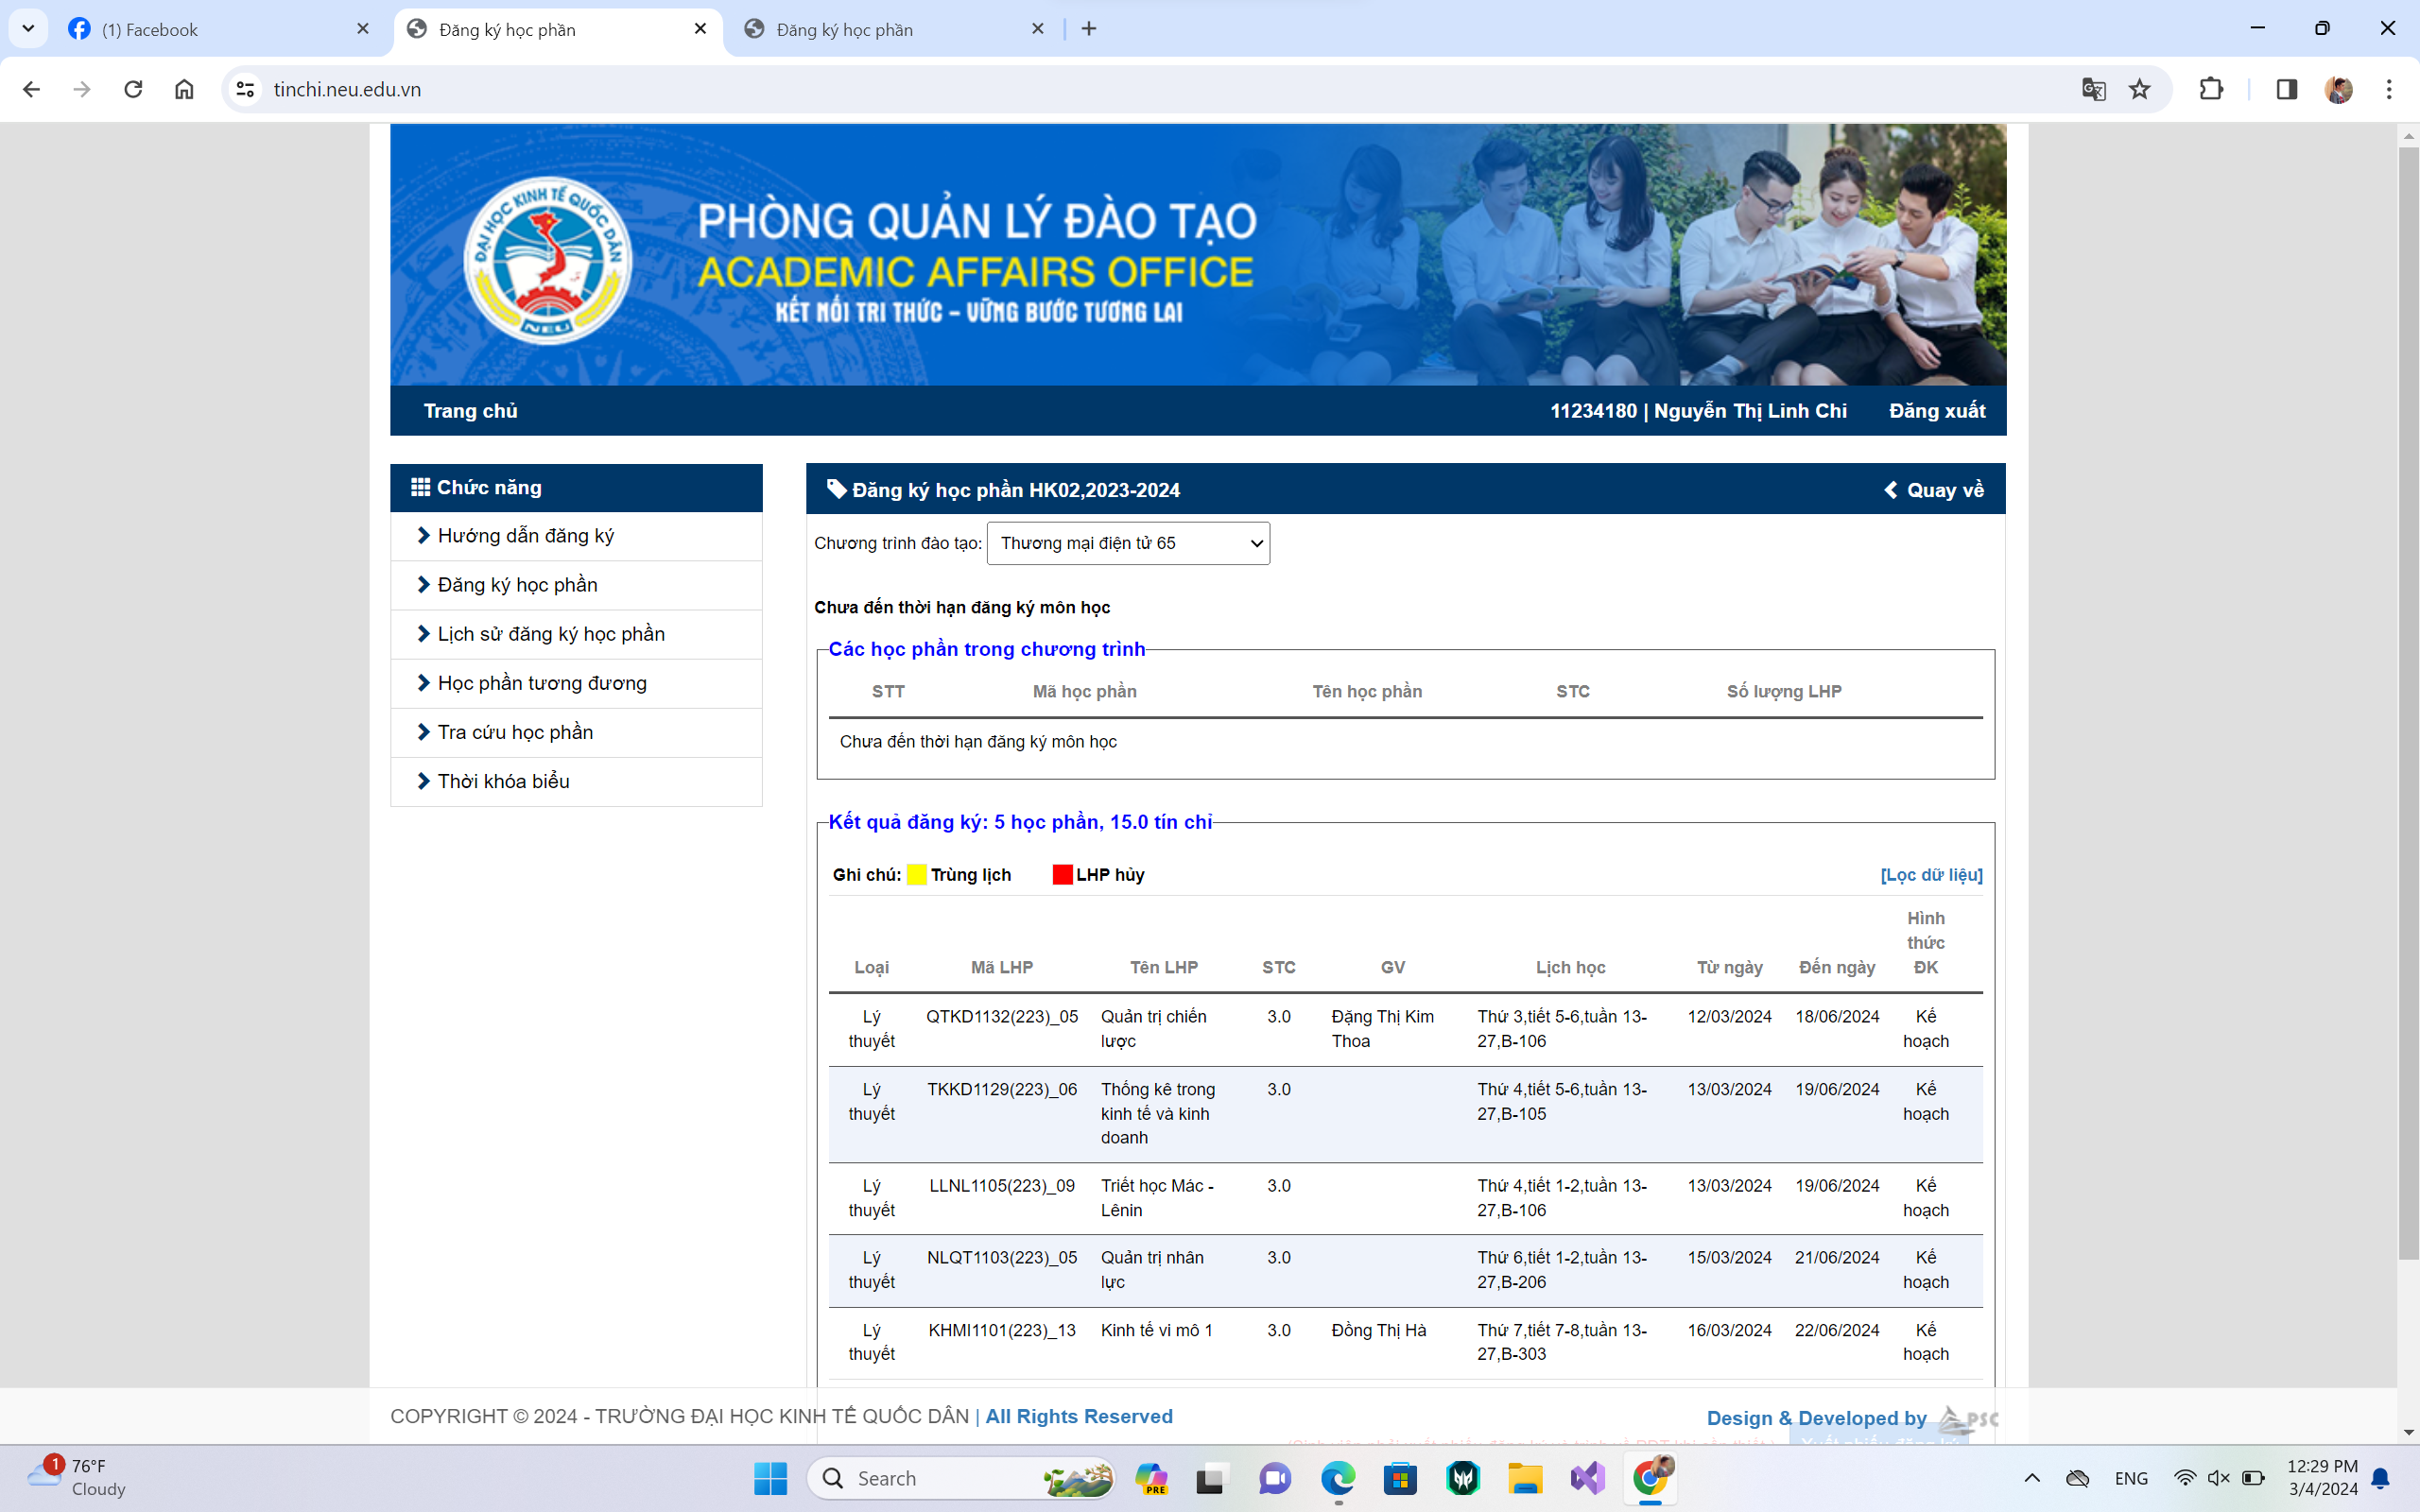 (1) Facebook
Đăng ký học phần
Đăng ký học phần
tinchi.neu.edu.vn
ĐẠI HỌC KINH TẾ QUỐC DÂN
NEU
PHÒNG QUẢN LÝ ĐÀO TẠO
ACADEMIC AFFAIRS OFFICE
KẾT NỐI TRI THỨC – VỮNG BƯỚC TƯƠNG LAI
Trang chủ
11234180 | Nguyễn Thị Linh Chi
Đăng xuất
Chức năng
Hướng dẫn đăng ký
Đăng ký học phần
Lịch sử đăng ký học phần
Học phần tương đương
Tra cứu học phần
Thời khóa biểu
Đăng ký học phần HK02,2023-2024
Quay về
Chương trình đào tạo: Thương mại điện tử 65
Chưa đến thời hạn đăng ký môn học
Các học phần trong chương trình
STT Mã học phần Tên học phần STC Số lượng LHP
Chưa đến thời hạn đăng ký môn học
Kết quả đăng ký: 5 học phần, 15.0 tín chỉ
Ghi chú: Trùng lịch LHP hủy [Lọc dữ liệu]
Hình
thức
Loại Mã LHP Tên LHP STC GV Lịch học Từ ngày Đến ngày ĐK
Lý QTKD1132(223)_05 Quản trị chiến 3.0 Đặng Thị Kim Thứ 3,tiết 5-6,tuần 13- 12/03/2024 18/06/2024 Kế
thuyết lược Thoa 27,B-106 hoạch
Lý TKKD1129(223)_06 Thống kê trong 3.0 Thứ 4,tiết 5-6,tuần 13- 13/03/2024 19/06/2024 Kế
thuyết kinh tế và kinh 27,B-105 hoạch
doanh
Lý LLNL1105(223)_09 Triết học Mác - 3.0 Thứ 4,tiết 1-2,tuần 13- 13/03/2024 19/06/2024 Kế
thuyết Lênin 27,B-106 hoạch
Lý NLQT1103(223)_05 Quản trị nhân 3.0 Thứ 6,tiết 1-2,tuần 13- 15/03/2024 21/06/2024 Kế
thuyết lực 27,B-206 hoạch
Lý KHMI1101(223)_13 Kinh tế vi mô 1 3.0 Đồng Thị Hà Thứ 7,tiết 7-8,tuần 13- 16/03/2024 22/06/2024 Kế
thuyết 27,B-303 hoạch
COPYRIGHT © 2024 - TRƯỜNG ĐẠI HỌC KINH TẾ QUỐC DÂN | All Rights Reserved
Design & Developed by PSC
1
76°F
Cloudy
Search
PRE
ENG
12:29 PM
3/4/2024